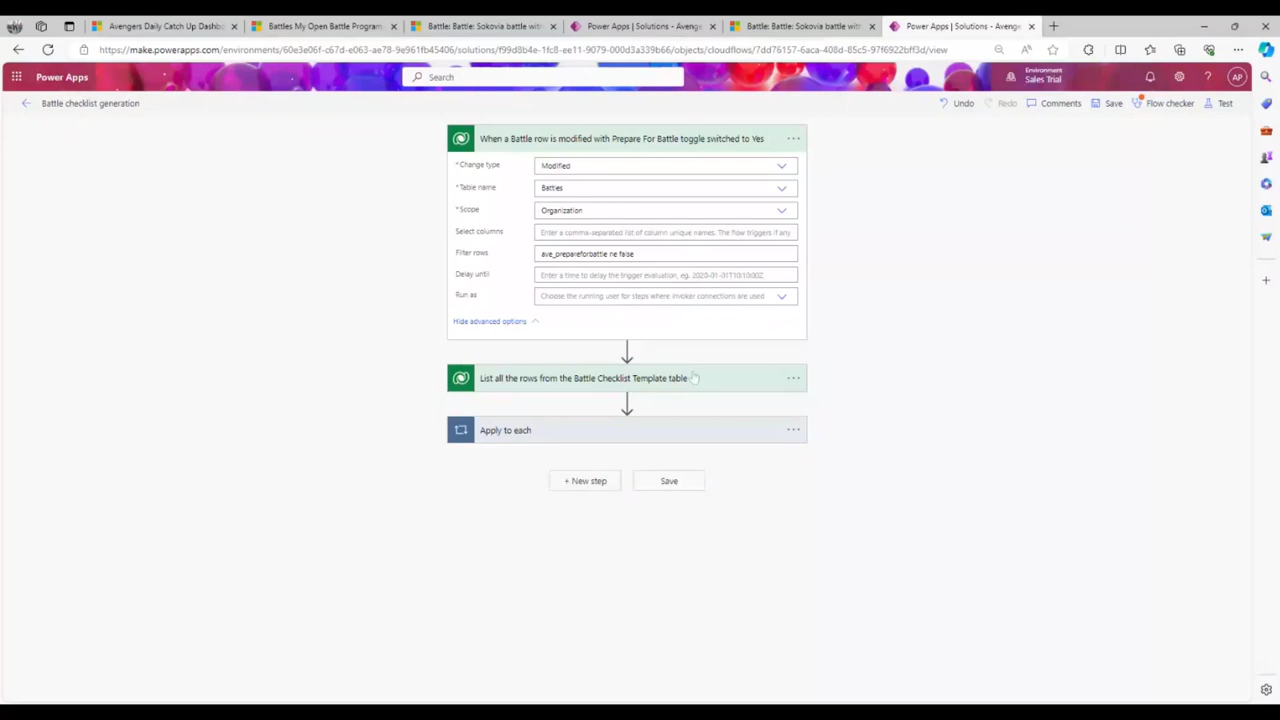 Avengers Daily Catch Up Dashbo
Battles My Open Battle Program
Battle: Battle: Sokovia battle with
Power Apps | Solutions - Avenge
Battle: Battle: Sokovia battle with
Power Apps | Solutions - Avenge
https://make.powerapps.com/environments/60e3e06f-c67d-e063-ae78-9e961fb45406/solutions/f99d8b4e-1fc8-ee11-9079-000d3a339b66/objects/cloudflows/7dd76157-6aca-408d-85c5-97f6922bff3d/view
Power Apps
Search
Environment
Sales Trial
AP
Battle checklist generation
Undo
Redo
Comments
Save
Flow checker
Test
When a Battle row is modified with Prepare For Battle toggle switched to Yes
*Change type
Modified
*Table name
Battles
*Scope
Organization
Select columns
Enter a comma-separated list of column unique names. The flow triggers if any
Filter rows
ave_prepareforbattle ne false
Delay until
Enter a time to delay the trigger evaluation, eg. 2020-01-01T10:10:00Z
Run as
Choose the running user for steps where invoker connections are used
Hide advanced options
List all the rows from the Battle Checklist Template table
Apply to each
+ New step
Save